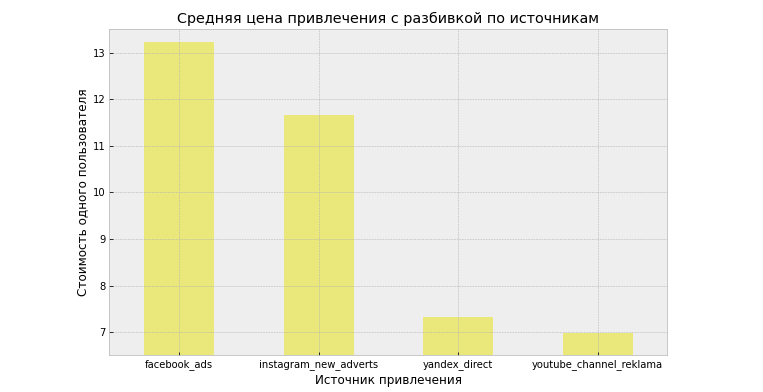 Средняя цена привлечения с разбивкой по источникам
Стоимость одного пользователя
13
12
11
10
9
8
7
facebook_ads
instagram_new_adverts
yandex_direct
youtube_channel_reklama
Источник привлечения